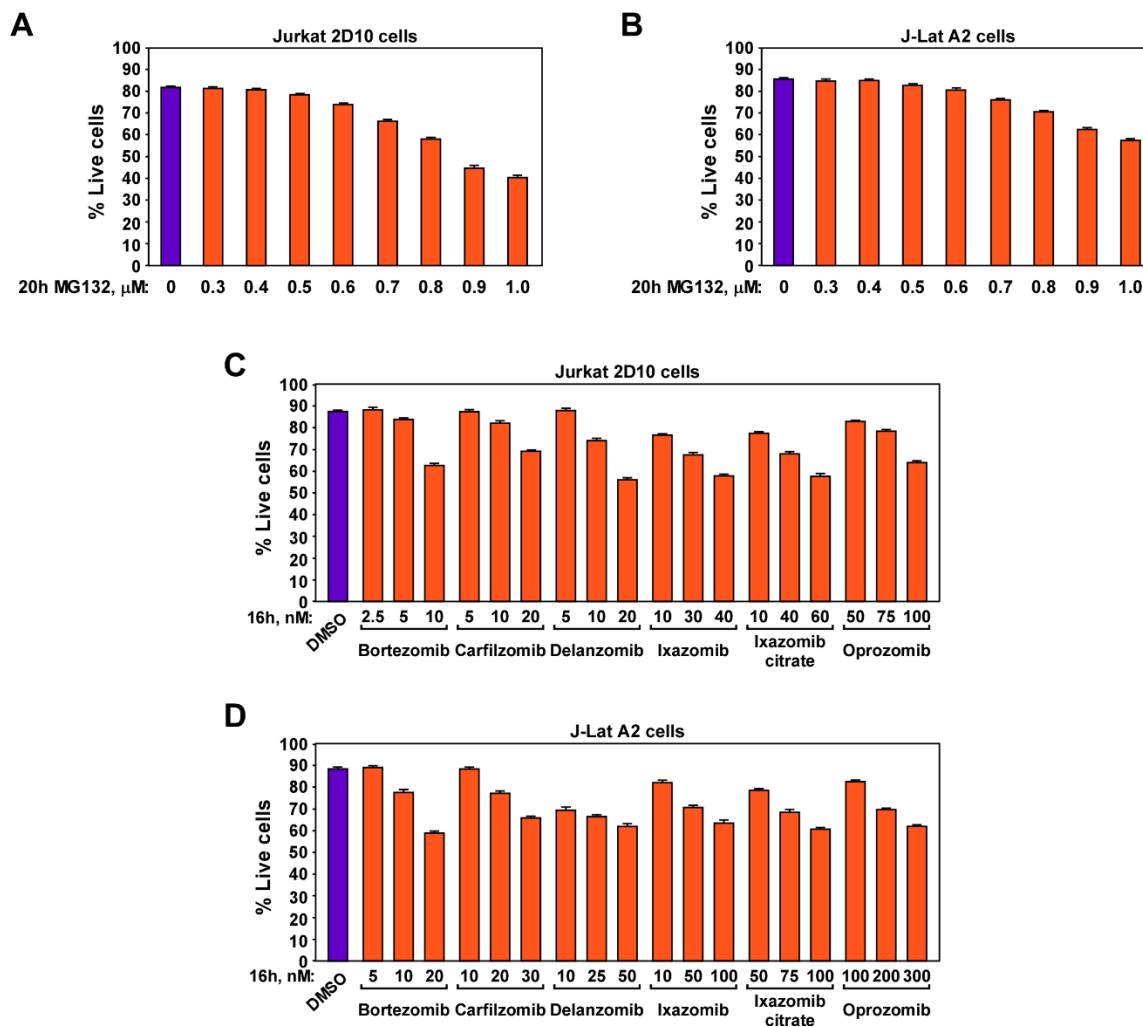 A
Jurkat 2D10 cells
% Live cells
100
90
80
70
60
50
40
30
20
10
0
20h MG132, μM: 0 0.3 0.4 0.5 0.6 0.7 0.8 0.9 1.0
B
J-Lat A2 cells
% Live cells
100
90
80
70
60
50
40
30
20
10
0
20h MG132, μM: 0 0.3 0.4 0.5 0.6 0.7 0.8 0.9 1.0
C
Jurkat 2D10 cells
% Live cells
100
90
80
70
60
50
40
30
20
10
0
16h, nM: 2.5 5 10 5 10 20 5 10 20 10 30 40 10 40 60 50 75 100
DMSO
Bortezomib Carfilzomib Delanzomib Ixazomib Ixazomib Oprozomib
citrate
D
J-Lat A2 cells
% Live cells
100
90
80
70
60
50
40
30
20
10
0
16h, nM: 5 10 20 10 20 30 10 25 50 10 50 100 50 75 100 100 200 300
DMSO
Bortezomib Carfilzomib Delanzomib Ixazomib Ixazomib Oprozomib
citrate